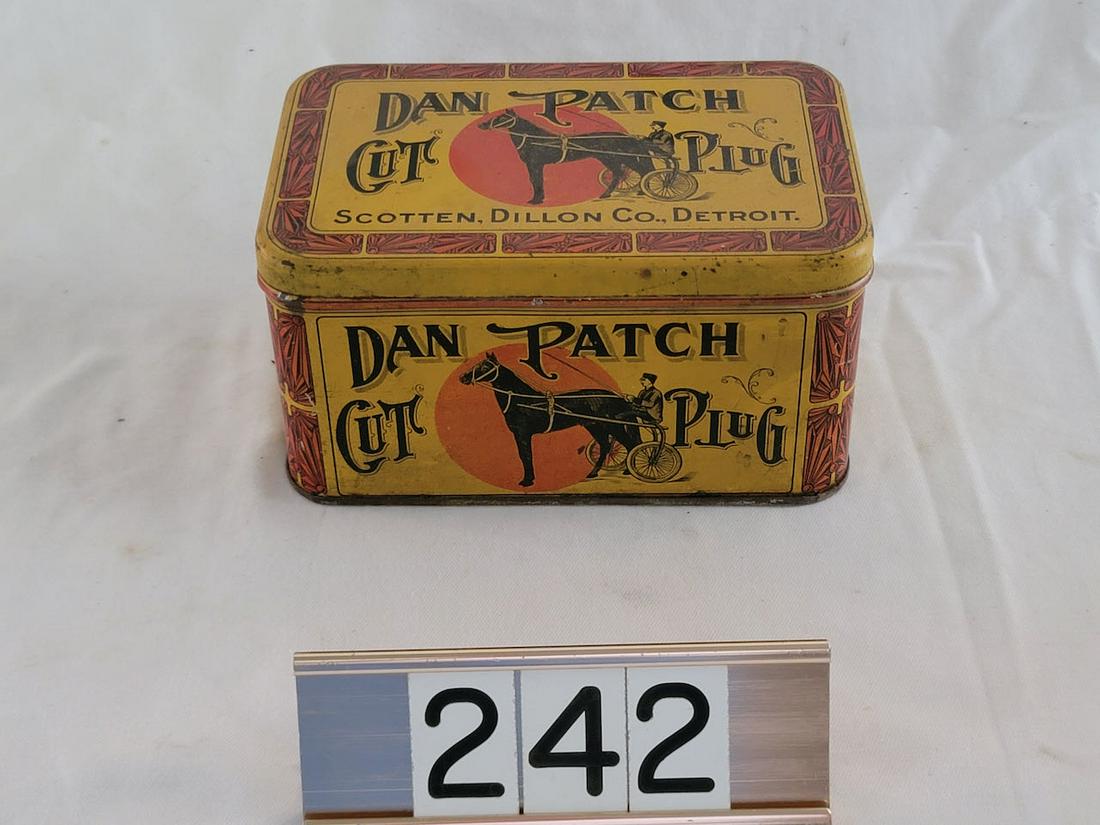 DAN PATCH
CUT PLUG
SCOTTEN, DILLON CO., DETROIT.
DAN PATCH
CUT PLUG
242